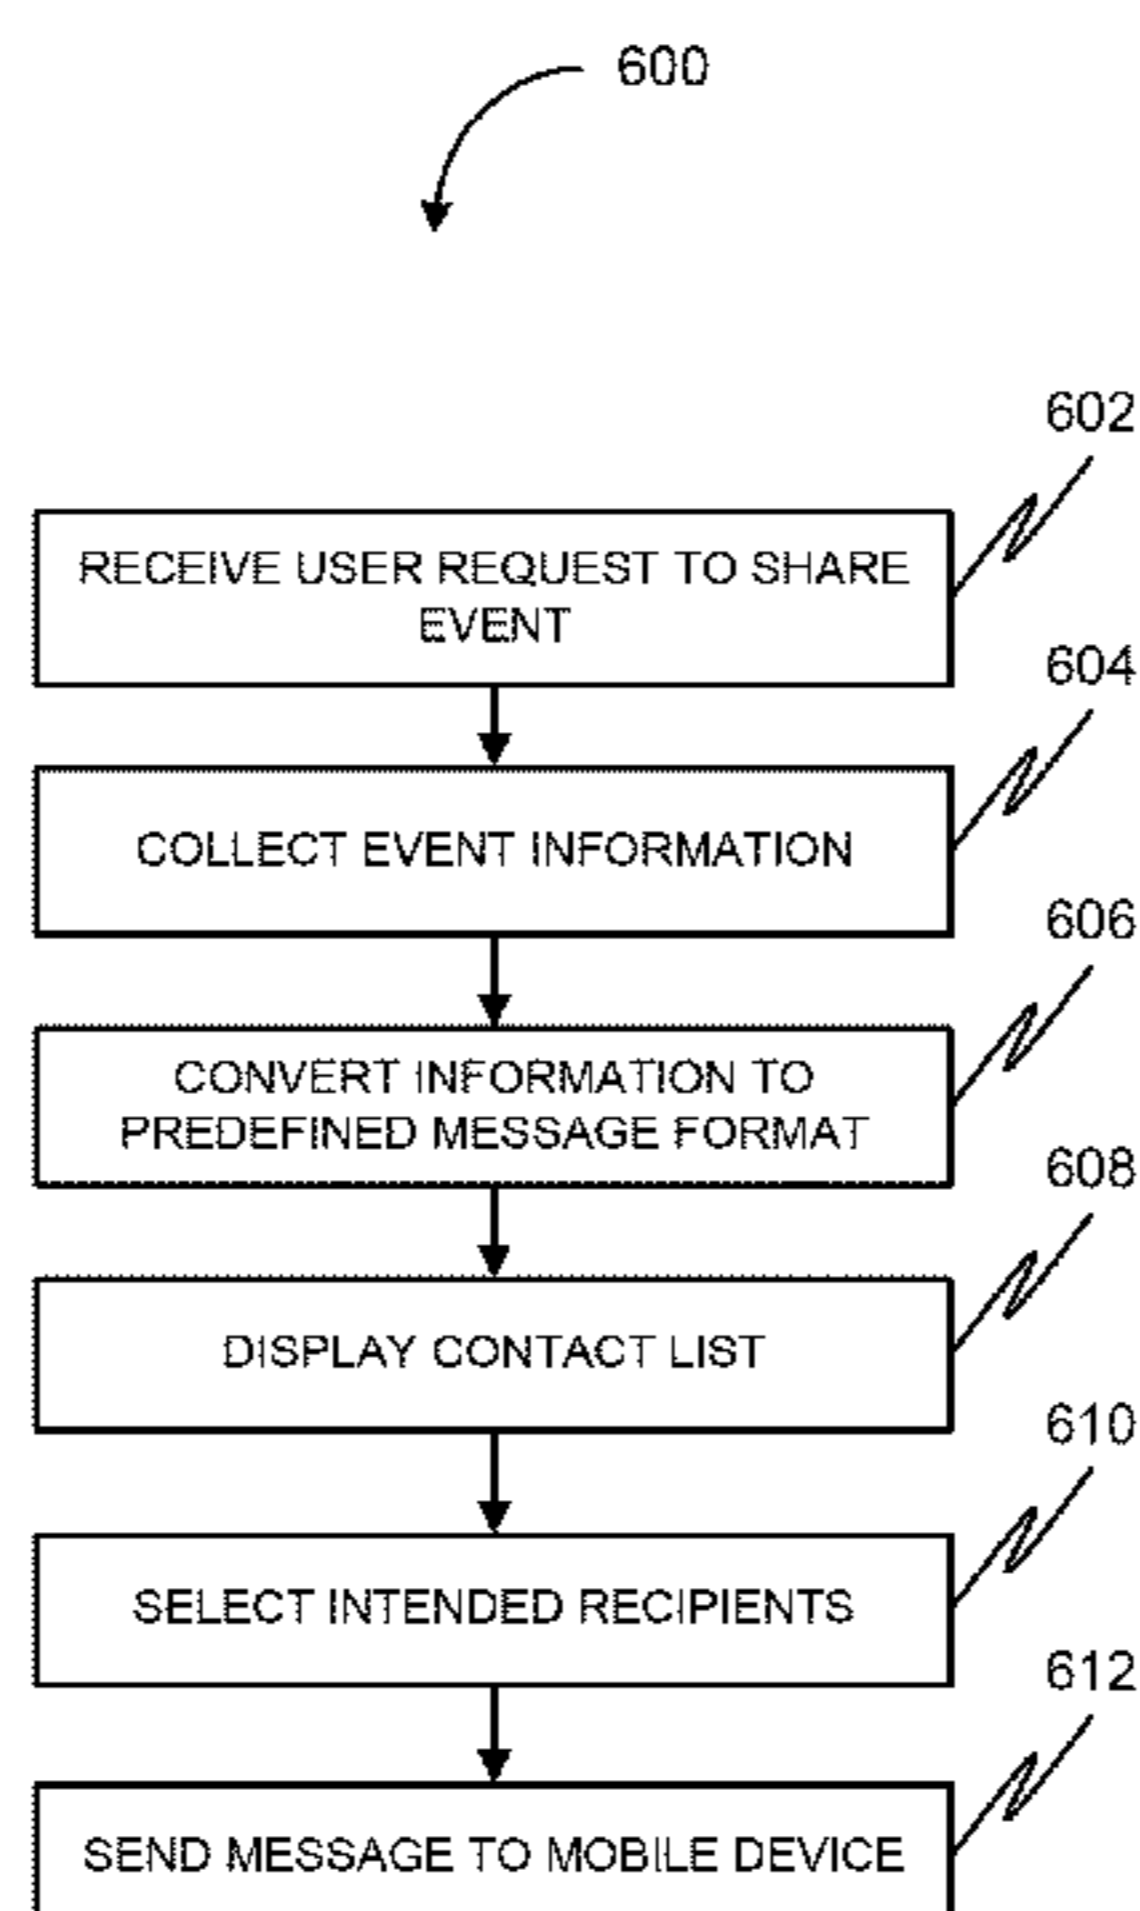 600
602
RECEIVE USER REQUEST TO SHARE
EVENT
604
COLLECT EVENT INFORMATION
606
CONVERT INFORMATION TO
PREDEFINED MESSAGE FORMAT
608
DISPLAY CONTACT LIST
610
SELECT INTENDED RECIPIENTS
612
SEND MESSAGE TO MOBILE DEVICE